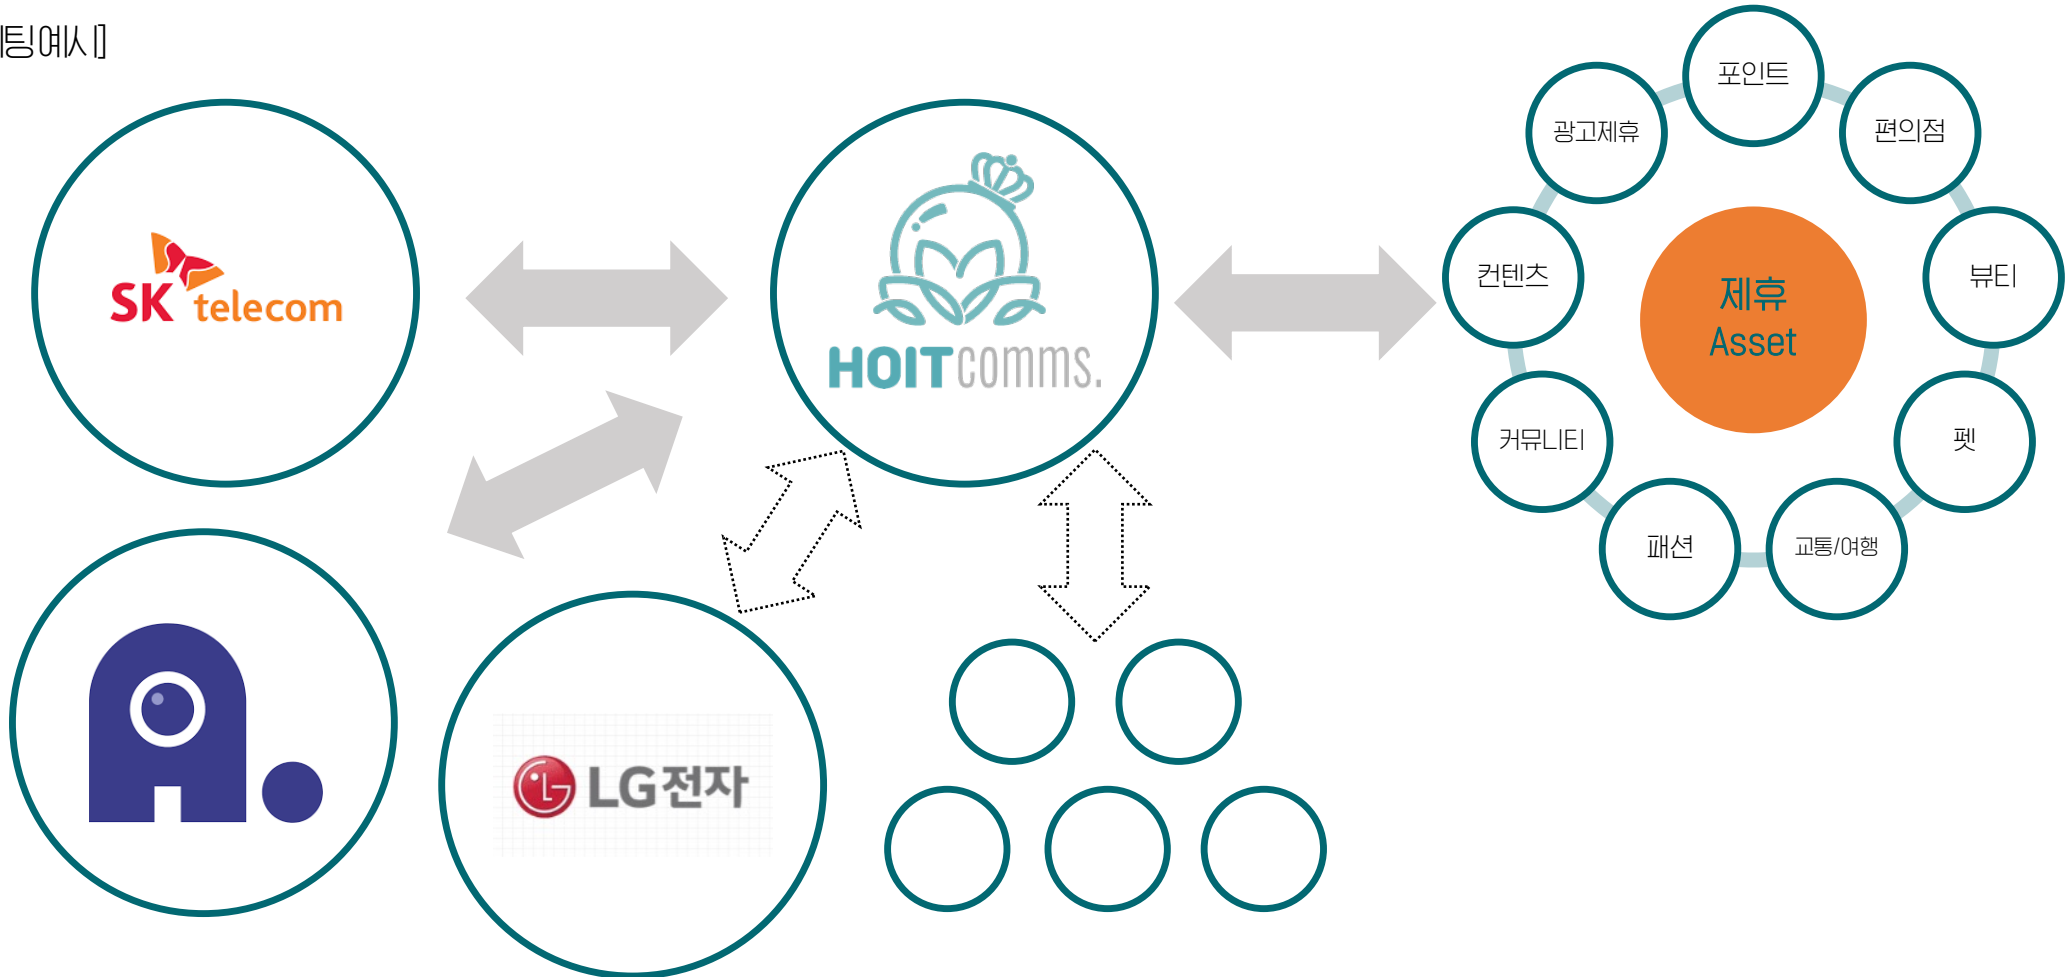 팅예시]
SK telecom
HOITcomms.
LG전자
포인트
편의점
뷰티
펫
교통/여행
패션
커뮤니티
컨텐츠
광고제휴
제휴
Asset